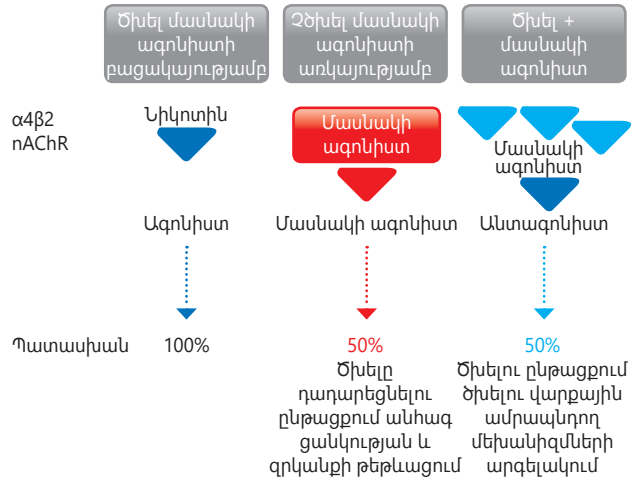 Ծխել մասնակի
ագոնիստի
բացակայությամբ
Չծխել մասնակի
ագոնիստի
առկայությամբ
Ծխել +
մասնակի
ագոնիստ
α4β2
nAChR
Նիկոտին
Մասնակի
ագոնիստ
Մասնակի
ագոնիստ
Ագոնիստ
Մասնակի ագոնիստ
Անտագոնիստ
Պատասխան
100%
50%
Ծխելը
դադարեցնելու
ընթացքում անհագ
ցանկության և
զրկանքի թեթևացում
50%
Ծխելու ընթացքում
ծխելու վարքային
ամրապնդող
մեխանիզմների
արգելակում